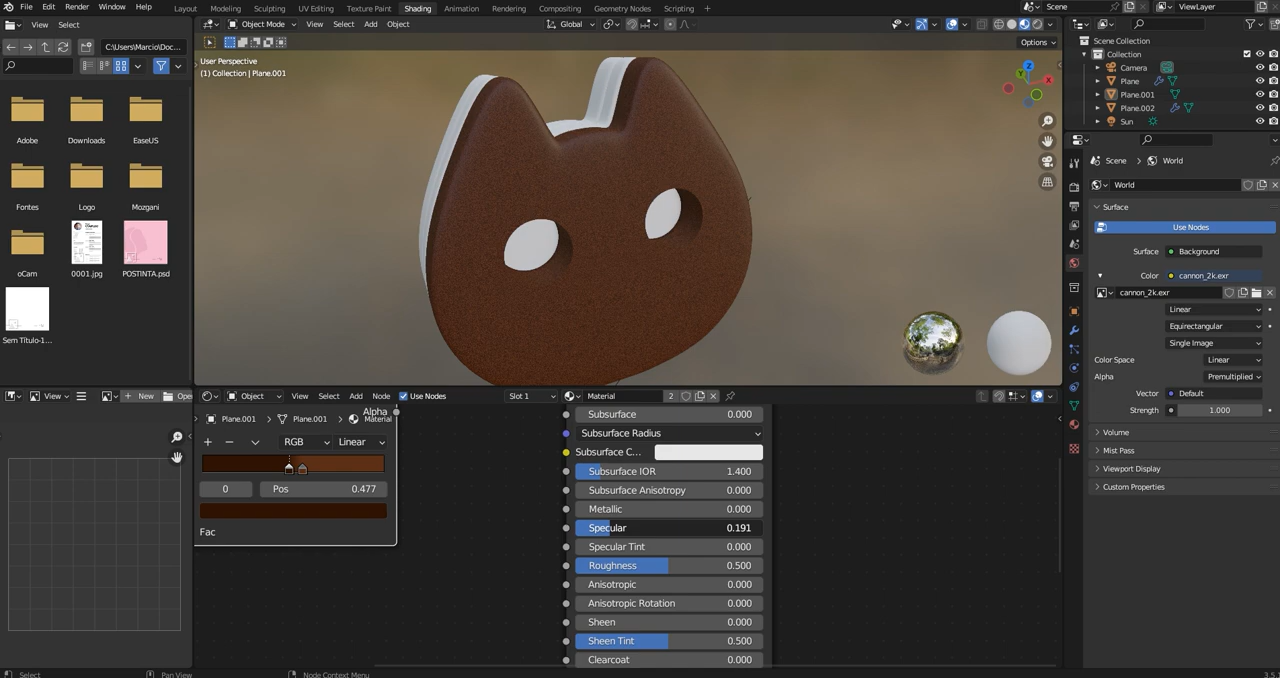 File Edit Render Window Help Layout Modeling Sculpting UV Editing Texture Paint Shading Animation Rendering Compositing Geometry Nodes Scripting + Scene ViewLayer
View Select Object Mode View Select Add Object Global
C:\Users\Marcio\Doc...
Options
Adobe Downloads EaseUS
Fontes Logo Mozgani
oCam 0001.jpg POSTINTA.psd
Sem Título-1...
User Perspective
(1) Collection | Plane.001
Z
Y
X
Scene Collection
Collection
Camera
Plane
Plane.001
Plane.002
Sun
Scene World
World
Surface
Use Nodes
Surface Background
Color cannon_2k.exr
cannon_2k.exr
Linear
Equirectangular
Single Image
Color Space Linear
Alpha Premultiplied
Vector Default
Strength 1.000
Volume
Mist Pass
Viewport Display
Custom Properties
View New Open
Object View Select Add Node Use Nodes Slot 1 Material 2
Plane.001 Plane.001 Material
Alpha
RGB Linear
0 Pos 0.477
Fac
Subsurface 0.000
Subsurface Radius
Subsurface C...
Subsurface IOR 1.400
Subsurface Anisotropy 0.000
Metallic 0.000
Specular 0.191
Specular Tint 0.000
Roughness 0.500
Anisotropic 0.000
Anisotropic Rotation 0.000
Sheen 0.000
Sheen Tint 0.500
Clearcoat 0.000
Select Pan View Node Context Menu